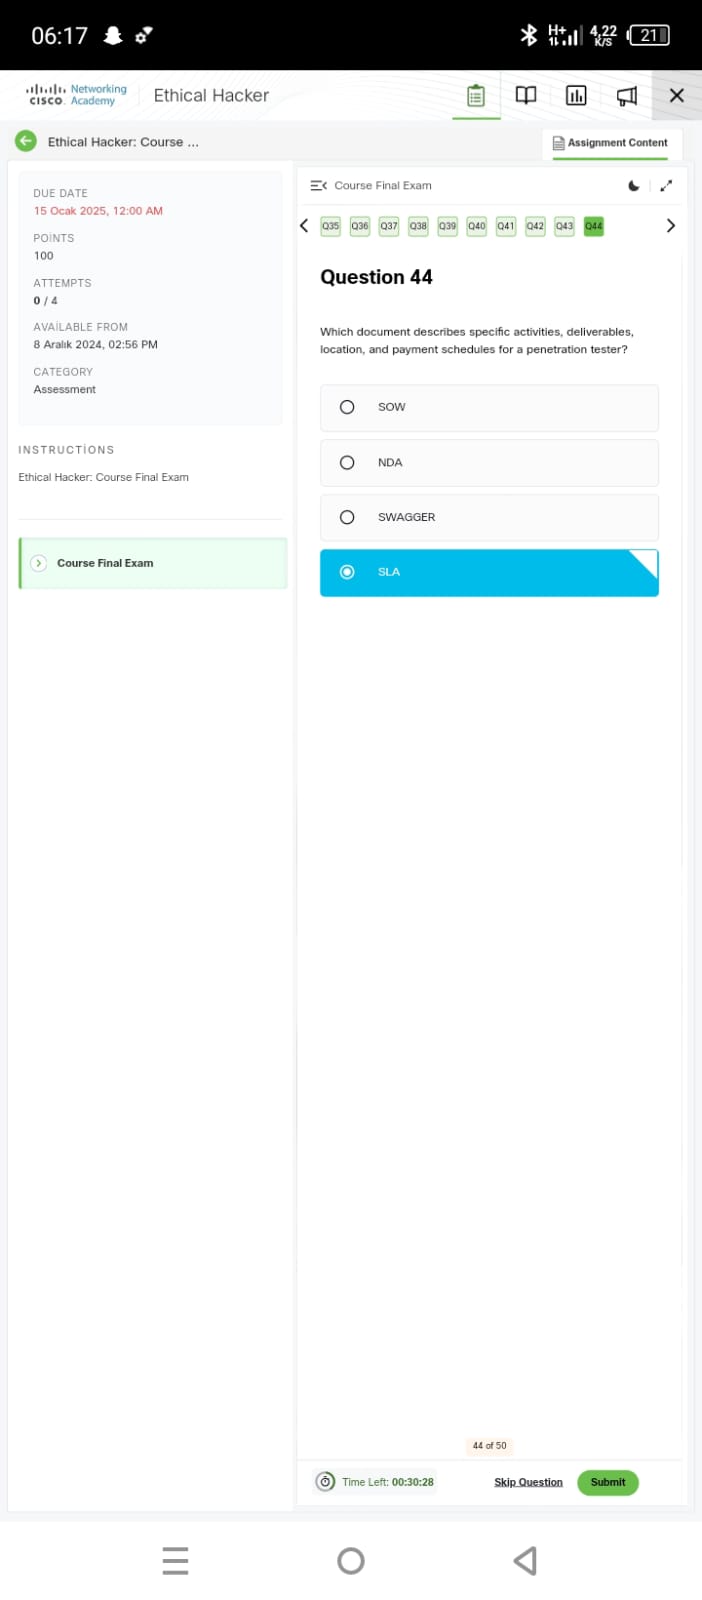 06:17
H+ 4,22 K/S 21
CISCO. Networking Academy
Ethical Hacker
Ethical Hacker: Course ...
Assignment Content
DUE DATE
15 Ocak 2025, 12:00 AM
POİNTS
100
ATTEMPTS
0 / 4
AVAİLABLE FROM
8 Aralık 2024, 02:56 PM
CATEGORY
Assessment
INSTRUCTİONS
Ethical Hacker: Course Final Exam
Course Final Exam
Course Final Exam
Q35 Q36 Q37 Q38 Q39 Q40 Q41 Q42 Q43 Q44
Question 44
Which document describes specific activities, deliverables,
location, and payment schedules for a penetration tester?
SOW
NDA
SWAGGER
SLA
44 of 50
Time Left: 00:30:28
Skip Question
Submit